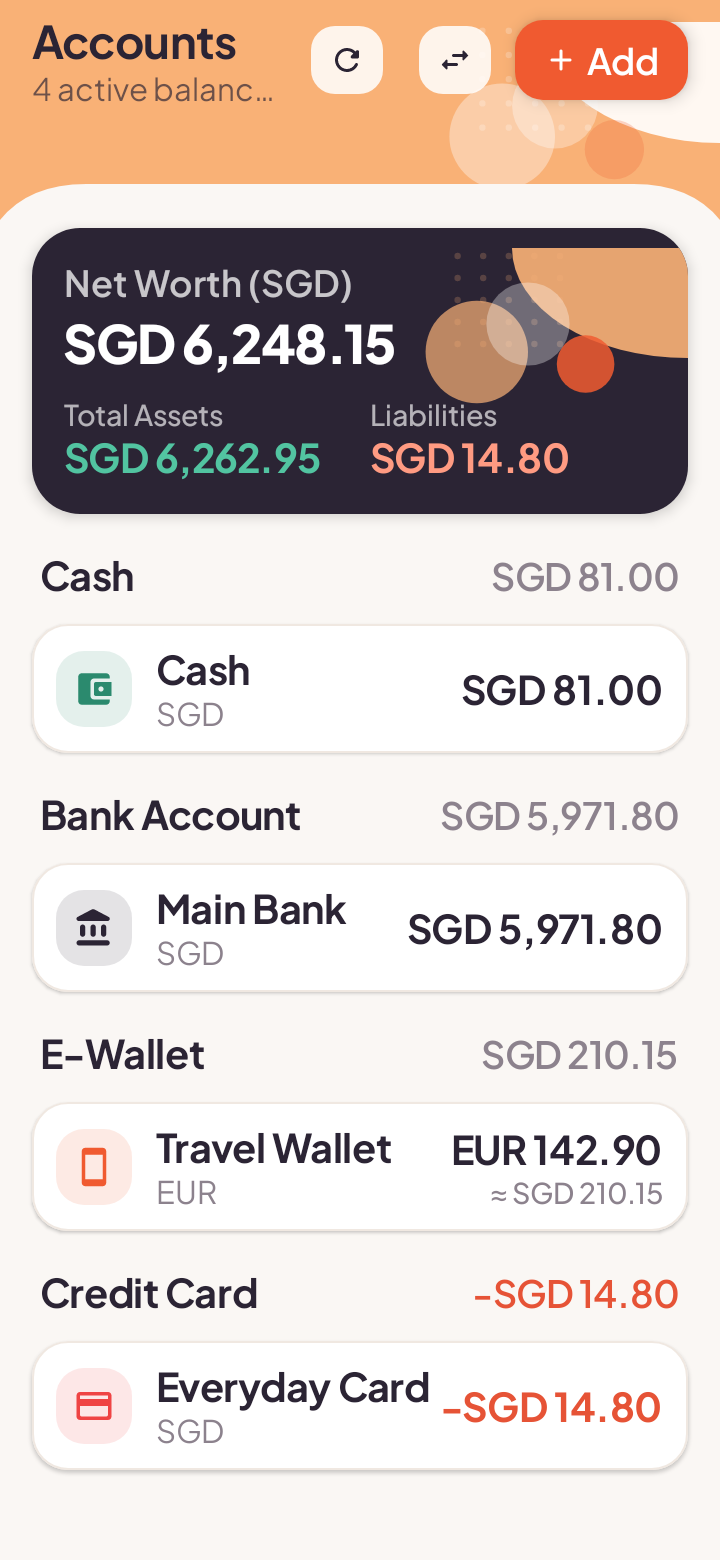 Accounts
4 active balanc...
+ Add
Net Worth (SGD)
SGD 6,248.15
Total Assets
Liabilities
SGD 6,262.95
SGD 14.80
Cash
SGD 81.00
Cash
SGD
SGD 81.00
Bank Account
SGD 5,971.80
Main Bank
SGD
SGD 5,971.80
E-Wallet
SGD 210.15
Travel Wallet
EUR
EUR 142.90
≈ SGD 210.15
Credit Card
-SGD 14.80
Everyday Card
SGD
-SGD 14.80